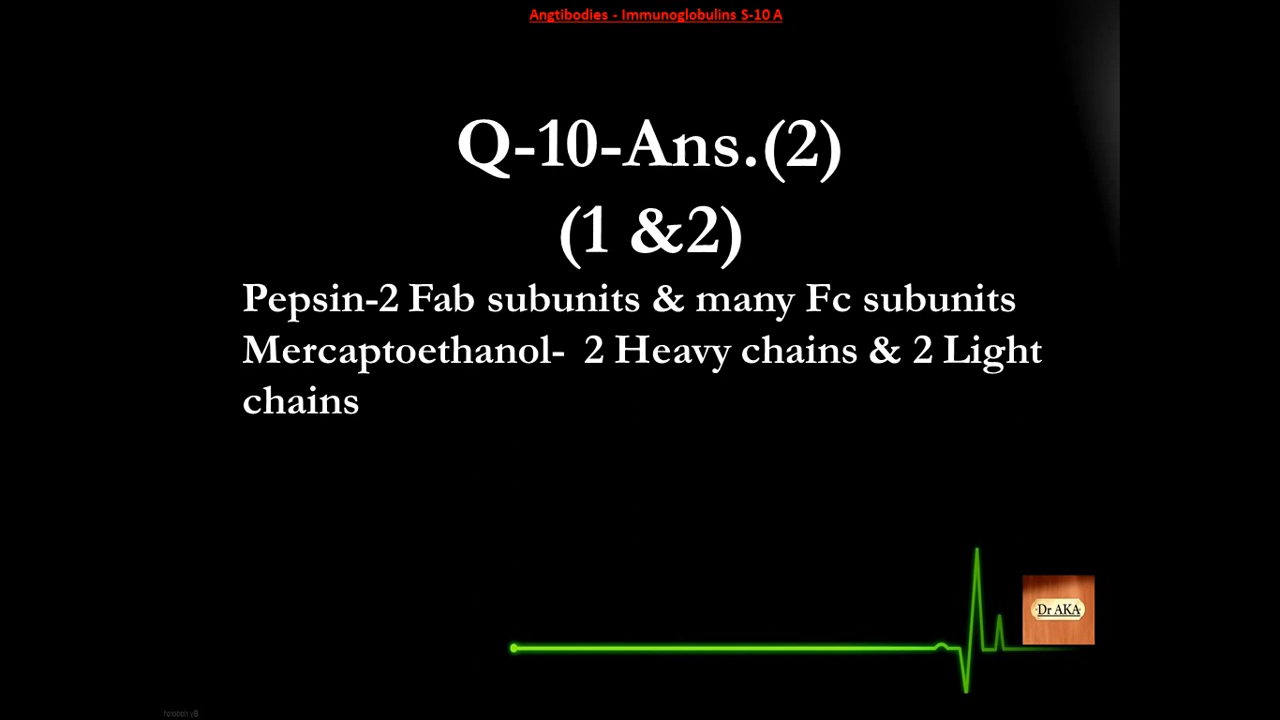 Angtibodies - Immunoglobulins S-10 A
Q-10-Ans.(2)
(1 &2)
Pepsin-2 Fab subunits & many Fc subunits
Mercaptoethanol- 2 Heavy chains & 2 Light
chains
Dr AKA